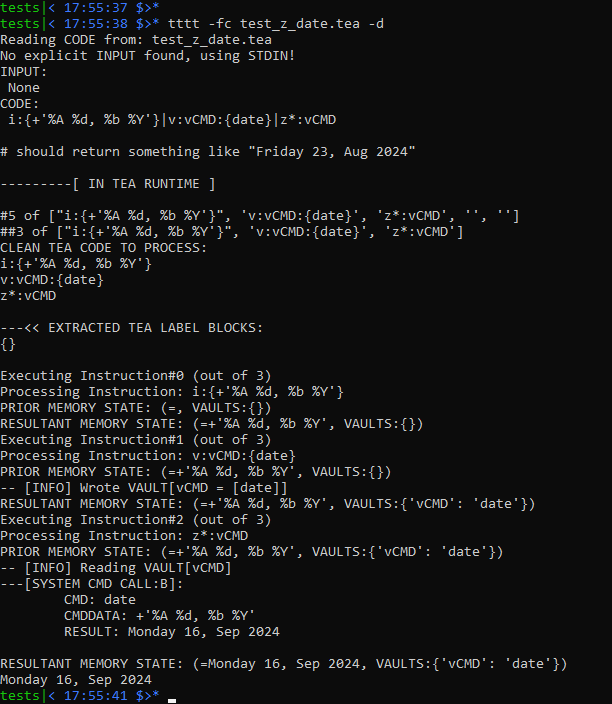 tests|< 17:55:37 $>*
tests|< 17:55:38 $>* tttt -fc test_z_date.tea -d
Reading CODE from: test_z_date.tea
No explicit INPUT found, using STDIN!
INPUT:
 None
CODE:
 i:{+'%A %d, %b %Y'}|v:vCMD:{date}|z*:vCMD

# should return something like "Friday 23, Aug 2024"

---------[ IN TEA RUNTIME ]

#5 of ["i:{+'%A %d, %b %Y'}", 'v:vCMD:{date}', 'z*:vCMD', '', '']
##3 of ["i:{+'%A %d, %b %Y'}", 'v:vCMD:{date}', 'z*:vCMD']
CLEAN TEA CODE TO PROCESS:
i:{+'%A %d, %b %Y'}
v:vCMD:{date}
z*:vCMD

---<< EXTRACTED TEA LABEL BLOCKS:
{}

Executing Instruction#0 (out of 3)
Processing Instruction: i:{+'%A %d, %b %Y'}
PRIOR MEMORY STATE: (=, VAULTS:{})
RESULTANT MEMORY STATE: (=+'%A %d, %b %Y', VAULTS:{})
Executing Instruction#1 (out of 3)
Processing Instruction: v:vCMD:{date}
PRIOR MEMORY STATE: (=+'%A %d, %b %Y', VAULTS:{})
-- [INFO] Wrote VAULT[vCMD = [date]]
RESULTANT MEMORY STATE: (=+'%A %d, %b %Y', VAULTS:{'vCMD': 'date'})
Executing Instruction#2 (out of 3)
Processing Instruction: z*:vCMD
PRIOR MEMORY STATE: (=+'%A %d, %b %Y', VAULTS:{'vCMD': 'date'})
-- [INFO] Reading VAULT[vCMD]
---[SYSTEM CMD CALL:B]:
        CMD: date
        CMDDATA: +'%A %d, %b %Y'
        RESULT: Monday 16, Sep 2024

RESULTANT MEMORY STATE: (=Monday 16, Sep 2024, VAULTS:{'vCMD': 'date'})
Monday 16, Sep 2024
tests|< 17:55:41 $>*